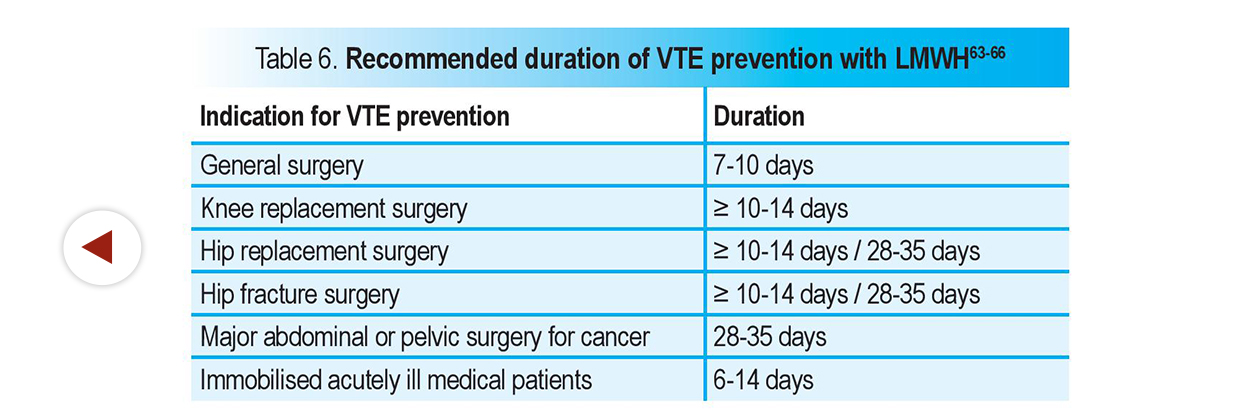 Table 6. Recommended duration of VTE prevention with LMWH63-66
Indication for VTE prevention Duration
General surgery 7-10 days
Knee replacement surgery ≥ 10-14 days
Hip replacement surgery ≥ 10-14 days / 28-35 days
Hip fracture surgery ≥ 10-14 days / 28-35 days
Major abdominal or pelvic surgery for cancer 28-35 days
Immobilised acutely ill medical patients 6-14 days